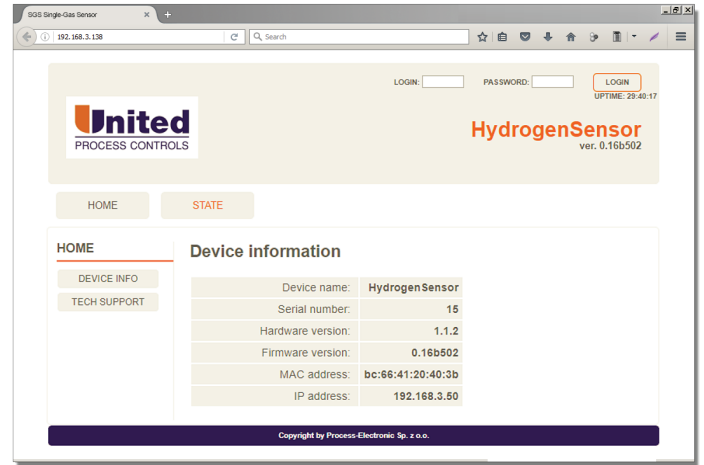 SGS Single-Gas Sensor
192.168.3.138
Search
LOGIN: PASSWORD: LOGIN
UPTIME: 29:40:17
United
PROCESS CONTROLS
HydrogenSensor
ver. 0.16b502
HOME STATE
HOME
DEVICE INFO
TECH SUPPORT
Device information
Device name: HydrogenSensor
Serial number: 15
Hardware version: 1.1.2
Firmware version: 0.16b502
MAC address: bc:66:41:20:40:3b
IP address: 192.168.3.50
Copyright by Process-Electronic Sp. z o.o.